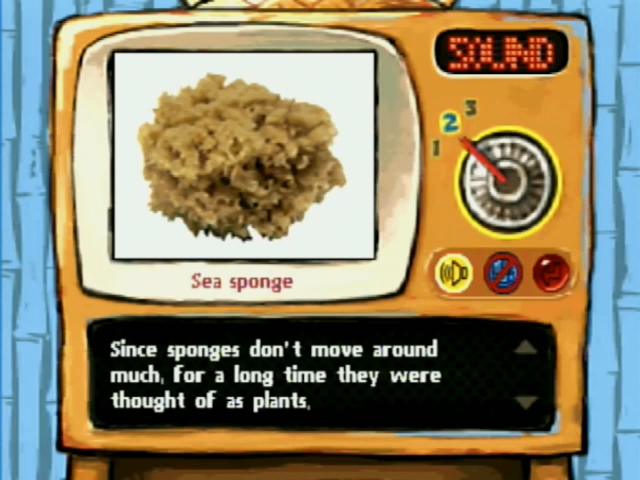 SOUND
3
2
1
Sea sponge
Since sponges don't move around
much, for a long time they were
thought of as plants.